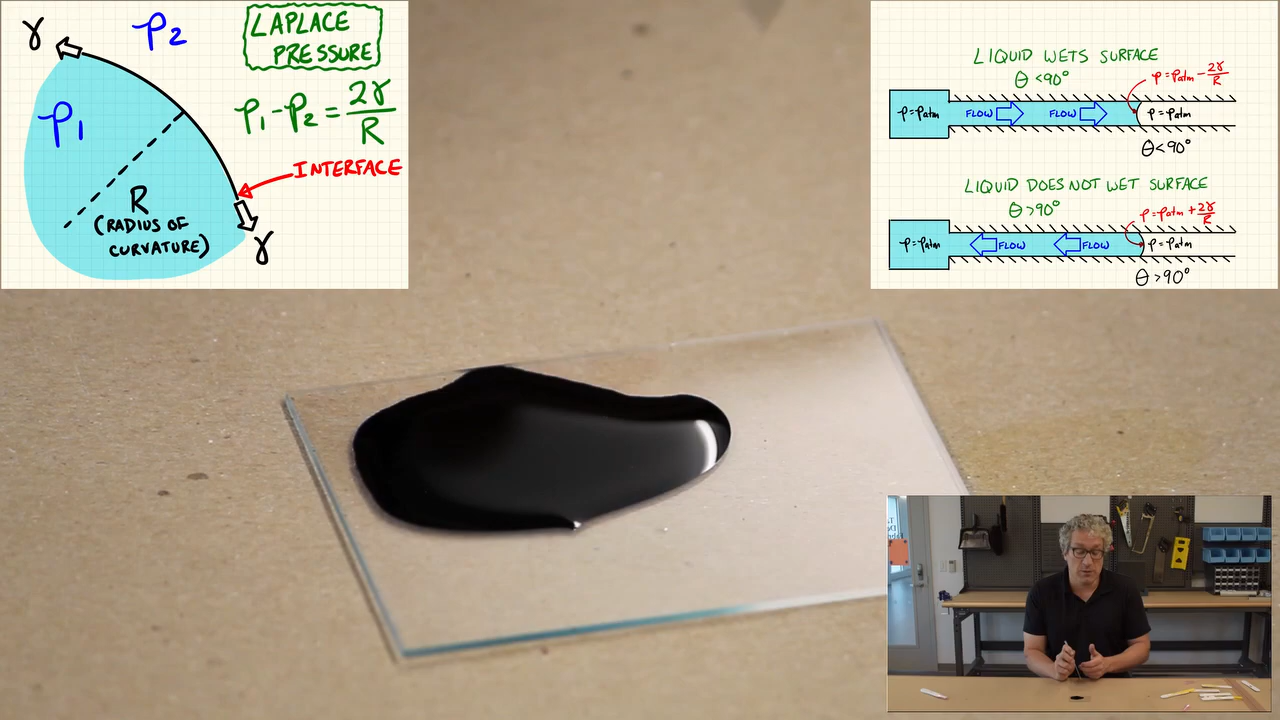 γ
P2
LAPLACE
PRESSURE
P1
P1-P2 = 2γ/R
INTERFACE
R
(RADIUS OF
CURVATURE)
γ
LIQUID WETS SURFACE
θ <90°
P=Patm-2γ/R
P=Patm
FLOW
FLOW
P=Patm
θ<90°
LIQUID DOES NOT WET SURFACE
θ>90°
P=Patm+2γ/R
P=Patm
FLOW
FLOW
P=Patm
θ>90°